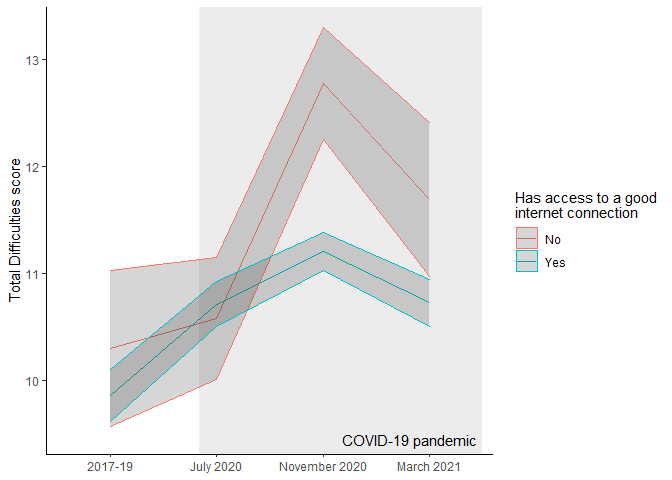 Total Difficulties score
13
12
11
10
COVID-19 pandemic
2017-19
July 2020
November 2020
March 2021
Has access to a good
internet connection
No
Yes